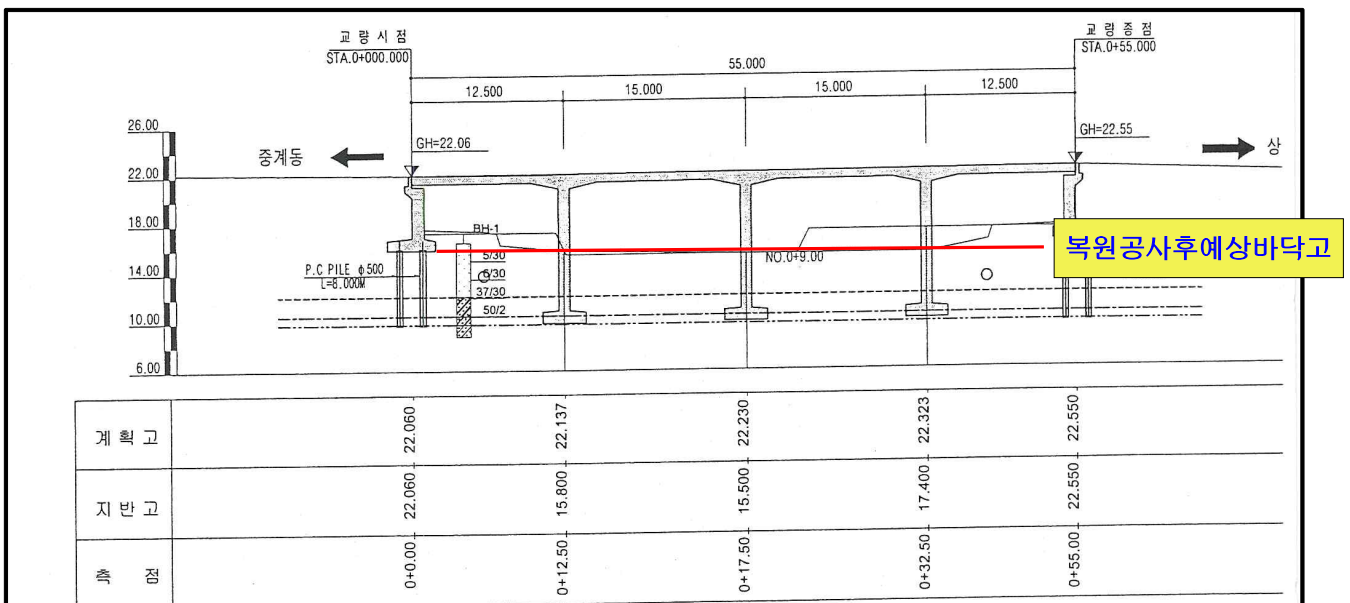 교 량 시 점
STA.0+000.000
교 량 종 점
STA.0+55.000
55.000
12.500 15.000 15.000 12.500
GH=22.06
GH=22.55
중계동
상
26.00
22.00
18.00
14.00
10.00
6.00
BH-1
5/30
6/30
37/30
50/2
P.C PILE φ500
L=8.000M
NO.0+9.00
복원공사후예상바닥고
계 획 고 22.060 22.137 22.230 22.323 22.550
지 반 고 22.060 15.800 15.500 17.400 22.550
측 점 0+0.00 0+12.50 0+17.50 0+32.50 0+55.00